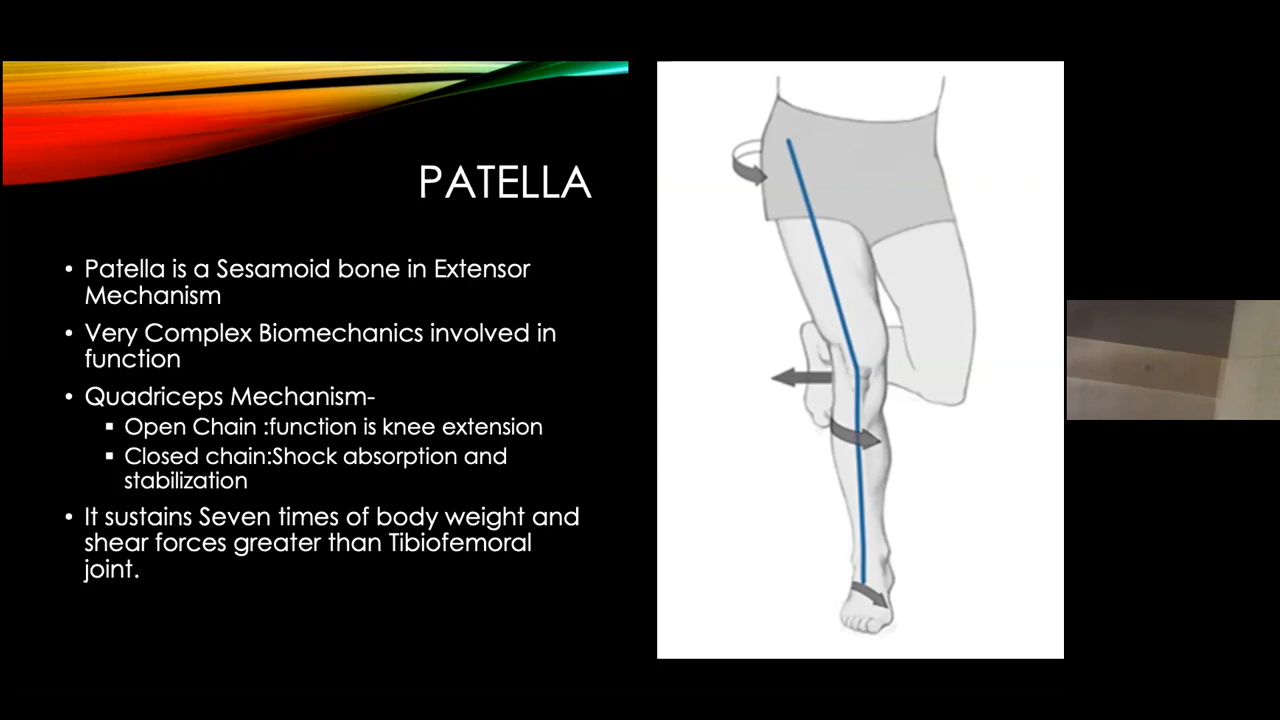 PATELLA
• Patella is a Sesamoid bone in Extensor
Mechanism
• Very Complex Biomechanics involved in
function
• Quadriceps Mechanism-
▪ Open Chain :function is knee extension
▪ Closed chain:Shock absorption and
stabilization
• It sustains Seven times of body weight and
shear forces greater than Tibiofemoral
joint.